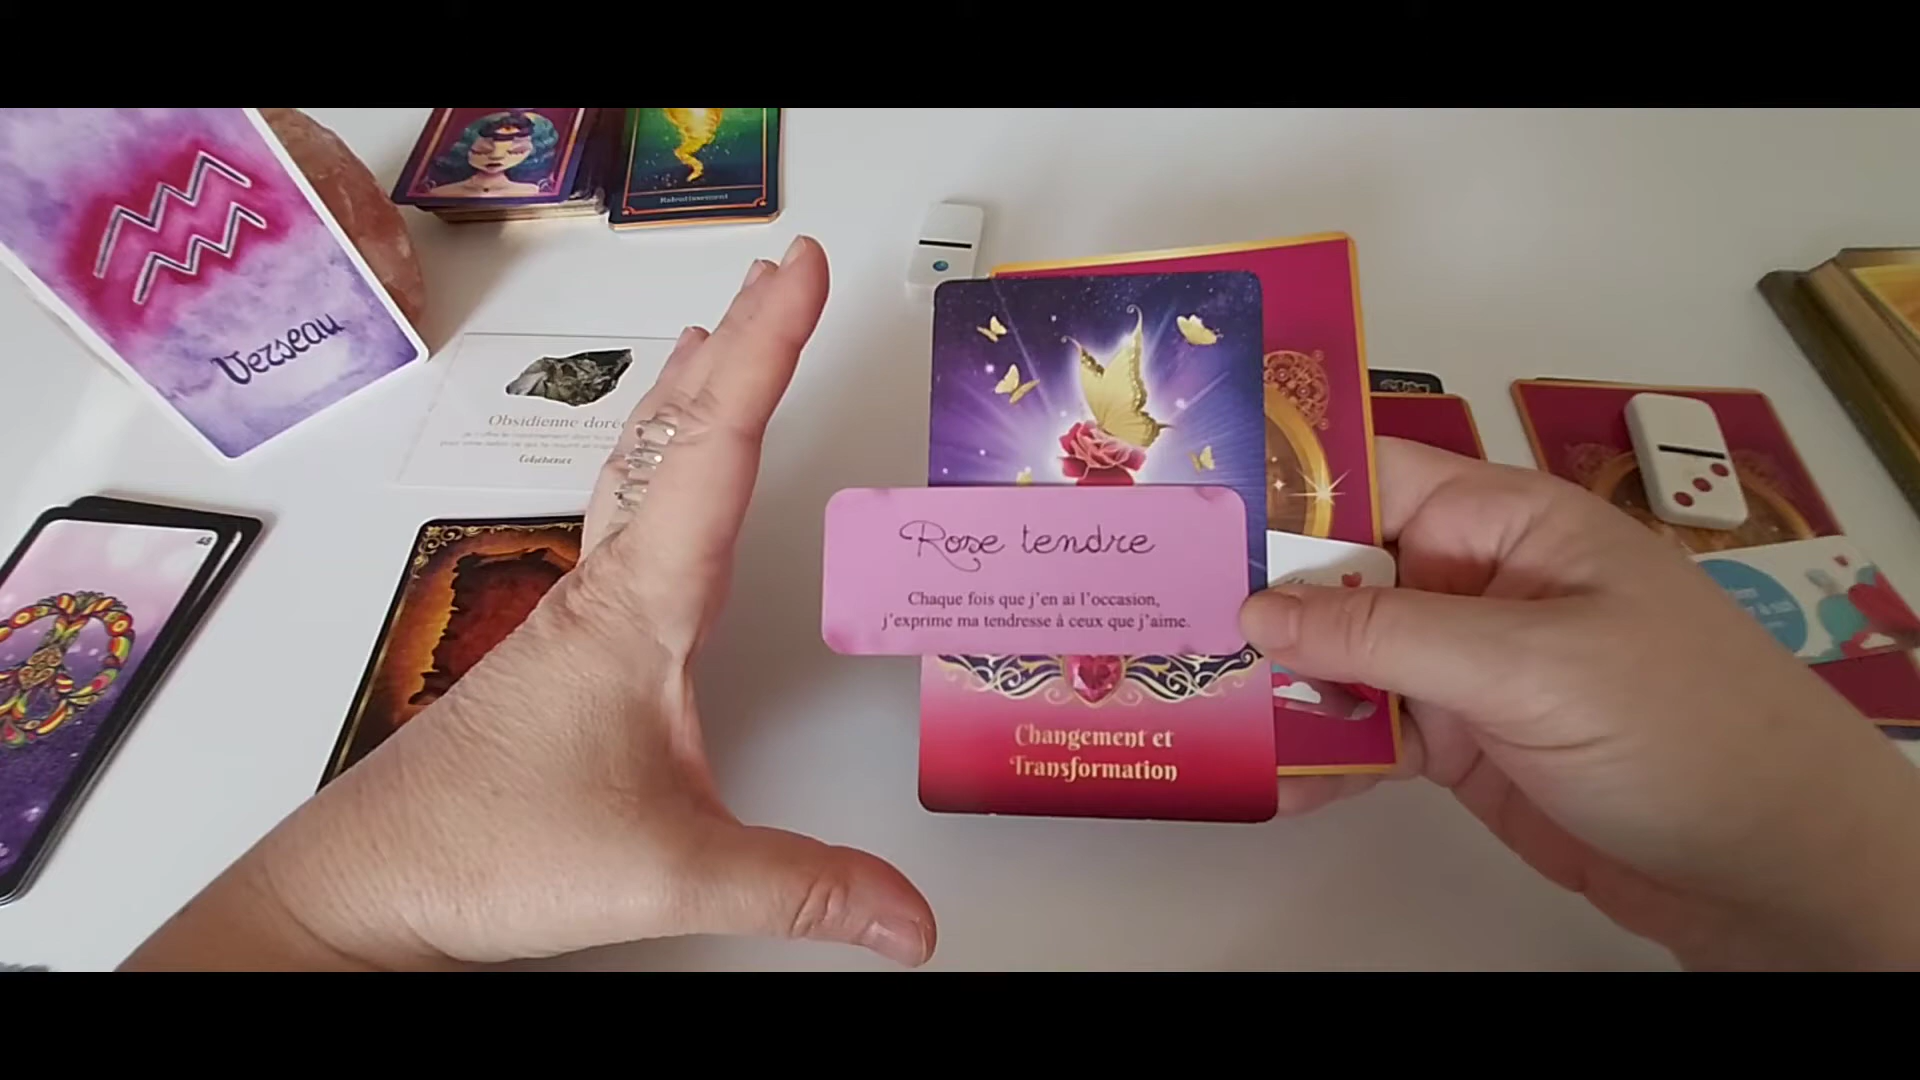 Verseau
Obsidienne dorée
Cohérence
48
Rose tendre
Chaque fois que j'en ai l'occasion,
j'exprime ma tendresse à ceux que j'aime.
Changement et
Transformation